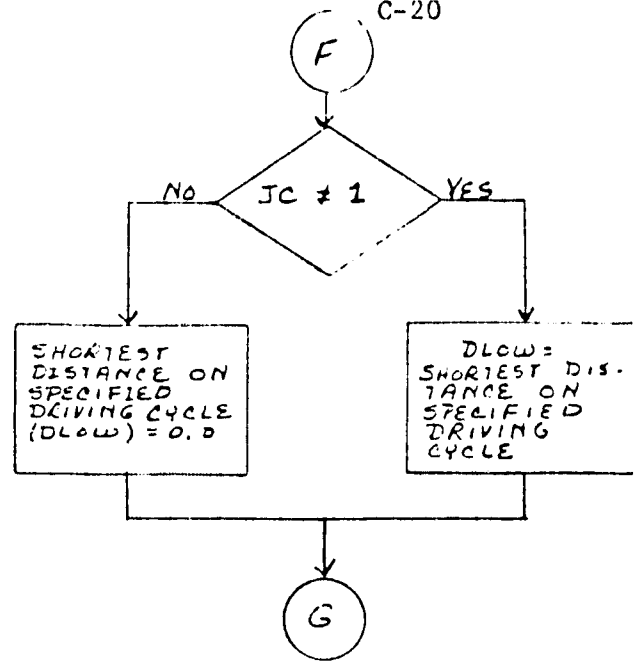 C-20
F
JC ≠ 1
NO
YES
SHORTEST
DISTANCE ON
SPECIFIED
DRIVING CYCLE
(DLOW) = 0.0
DLOW =
SHORTEST DIS-
TANCE ON
SPECIFIED
DRIVING
CYCLE
G